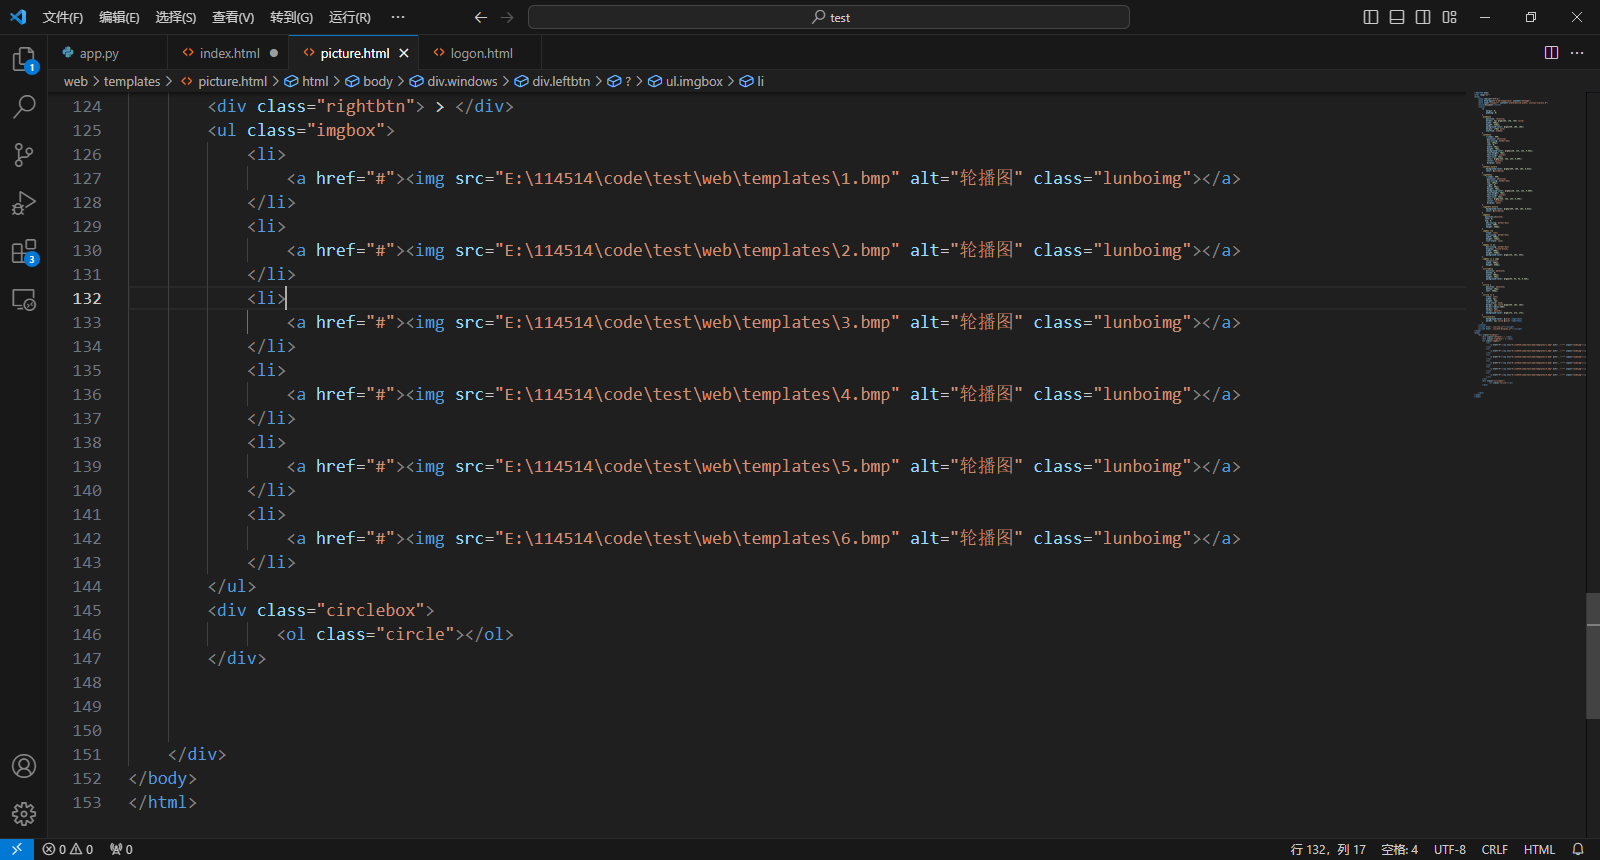 文件(F) 编辑(E) 选择(S) 查看(V) 转到(G) 运行(R) ··· test
app.py index.html picture.html logon.html
web > templates > picture.html > html > body > div.windows > div.leftbtn > ? > ul.imgbox > li
124 <div class="rightbtn"> > </div>
125 <ul class="imgbox">
126 <li>
127 <a href="#"><img src="E:\114514\code\test\web\templates\1.bmp" alt="轮播图" class="lunboimg"></a>
128 </li>
129 <li>
130 <a href="#"><img src="E:\114514\code\test\web\templates\2.bmp" alt="轮播图" class="lunboimg"></a>
131 </li>
132 <li>
133 <a href="#"><img src="E:\114514\code\test\web\templates\3.bmp" alt="轮播图" class="lunboimg"></a>
134 </li>
135 <li>
136 <a href="#"><img src="E:\114514\code\test\web\templates\4.bmp" alt="轮播图" class="lunboimg"></a>
137 </li>
138 <li>
139 <a href="#"><img src="E:\114514\code\test\web\templates\5.bmp" alt="轮播图" class="lunboimg"></a>
140 </li>
141 <li>
142 <a href="#"><img src="E:\114514\code\test\web\templates\6.bmp" alt="轮播图" class="lunboimg"></a>
143 </li>
144 </ul>
145 <div class="circlebox">
146 <ol class="circle"></ol>
147 </div>
148
149
150
151 </div>
152 </body>
153 </html>
1
3
0 0 0 行 132，列 17 空格: 4 UTF-8 CRLF HTML